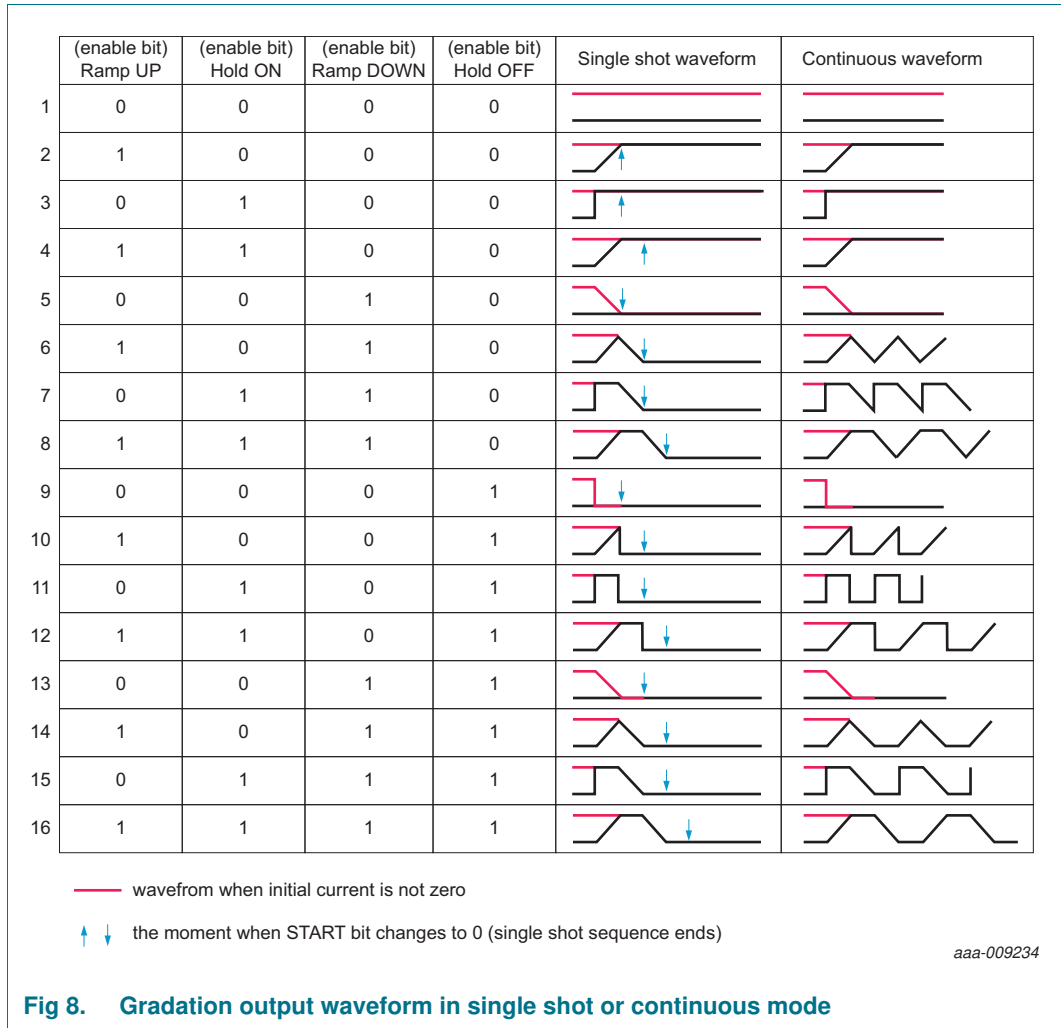 (enable bit) Ramp UP (enable bit) Hold ON (enable bit) Ramp DOWN (enable bit) Hold OFF Single shot waveform Continuous waveform
1 0 0 0 0
2 1 0 0 0
3 0 1 0 0
4 1 1 0 0
5 0 0 1 0
6 1 0 1 0
7 0 1 1 0
8 1 1 1 0
9 0 0 0 1
10 1 0 0 1
11 0 1 0 1
12 1 1 0 1
13 0 0 1 1
14 1 0 1 1
15 0 1 1 1
16 1 1 1 1
wavefrom when initial current is not zero
the moment when START bit changes to 0 (single shot sequence ends)
aaa-009234
Fig 8. Gradation output waveform in single shot or continuous mode